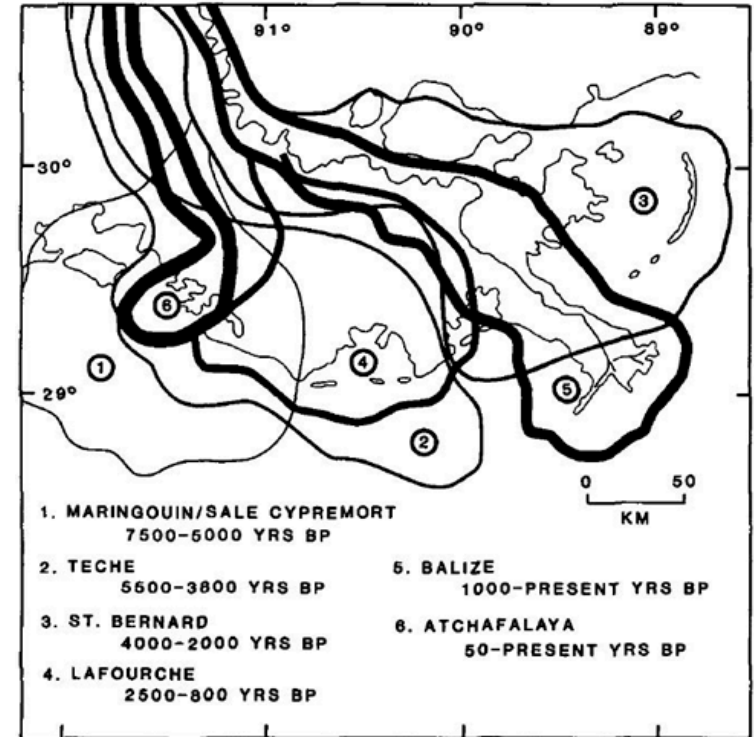 91° 90° 89°
30°
3
6
4
1
29°
5
2
0 50
KM
1. MARINGOUIN/SALE CYPREMORT
7500-5000 YRS BP
2. TECHE
5500-3800 YRS BP
3. ST. BERNARD
4000-2000 YRS BP
4. LAFOURCHE
2500-800 YRS BP
5. BALIZE
1000-PRESENT YRS BP
6. ATCHAFALAYA
50-PRESENT YRS BP